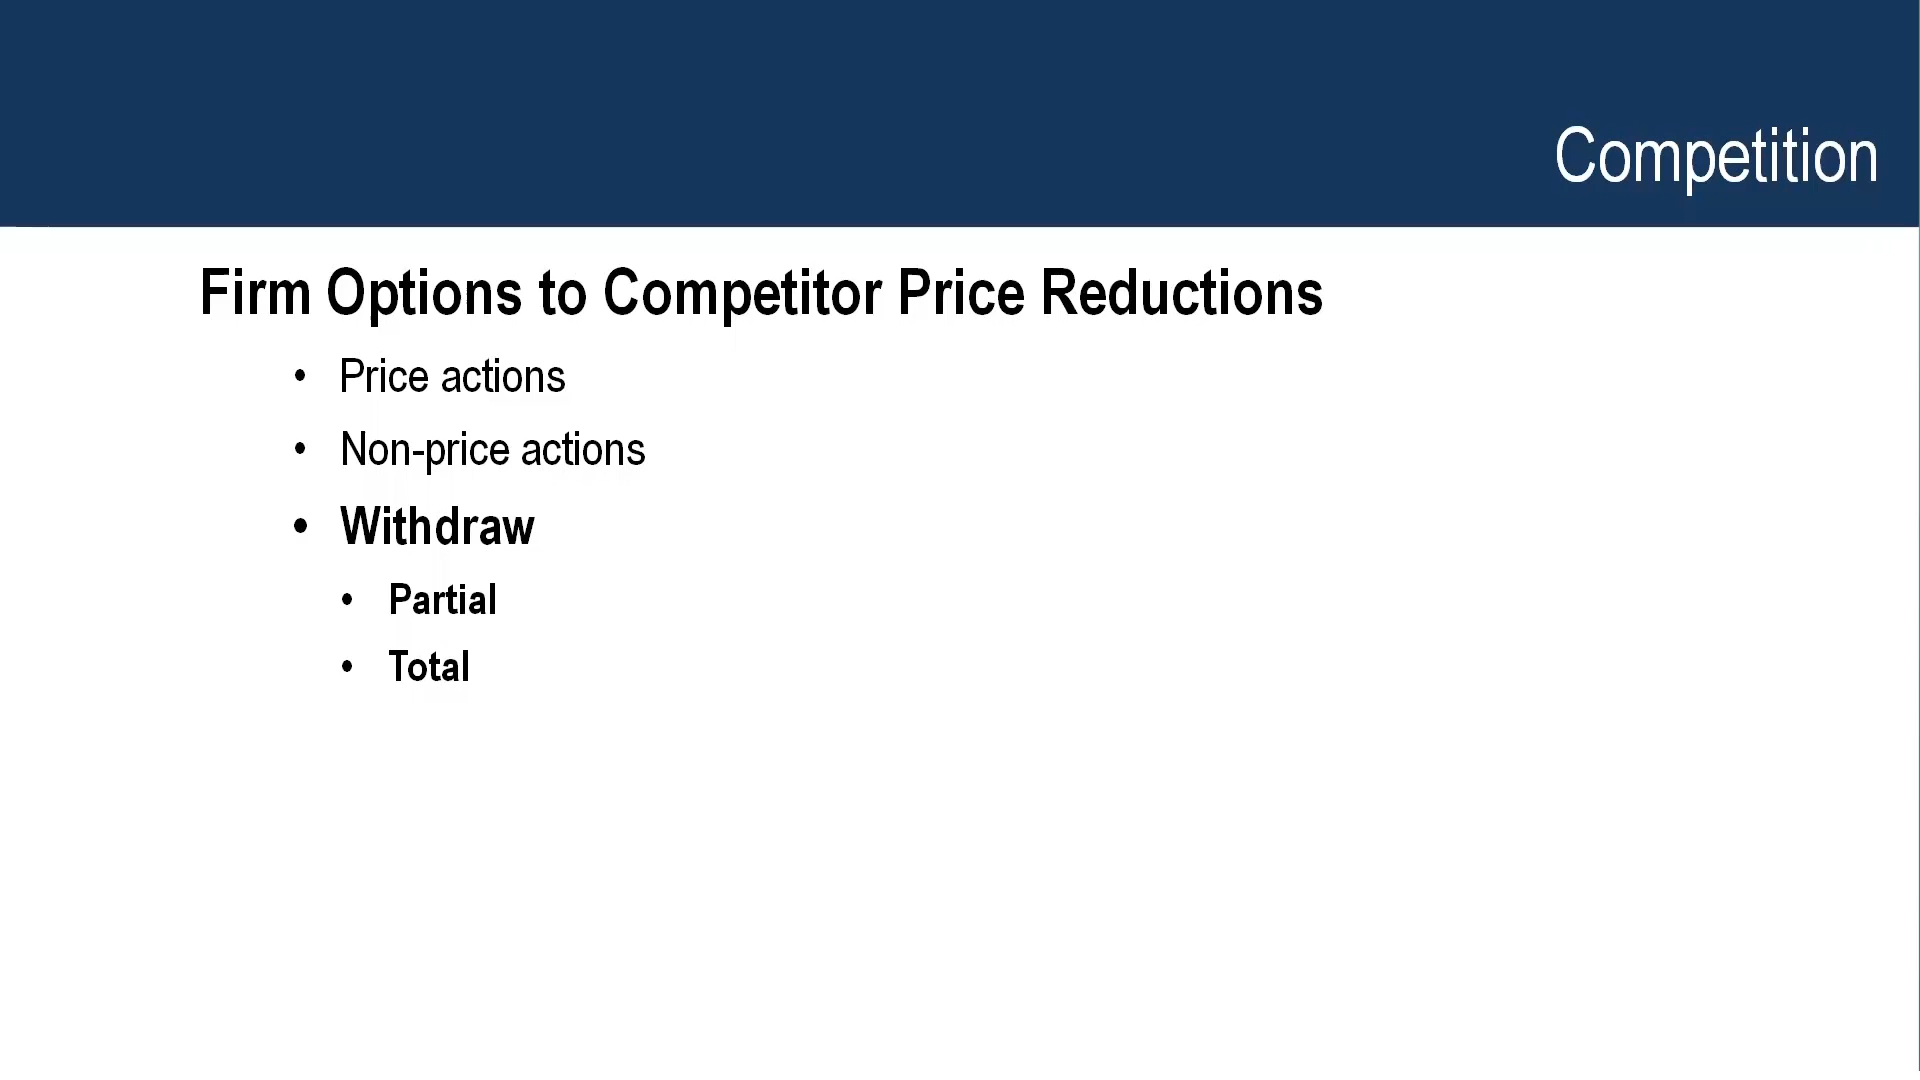 Competition
Firm Options to Competitor Price Reductions
• Price actions
• Non-price actions
• Withdraw
• Partial
• Total